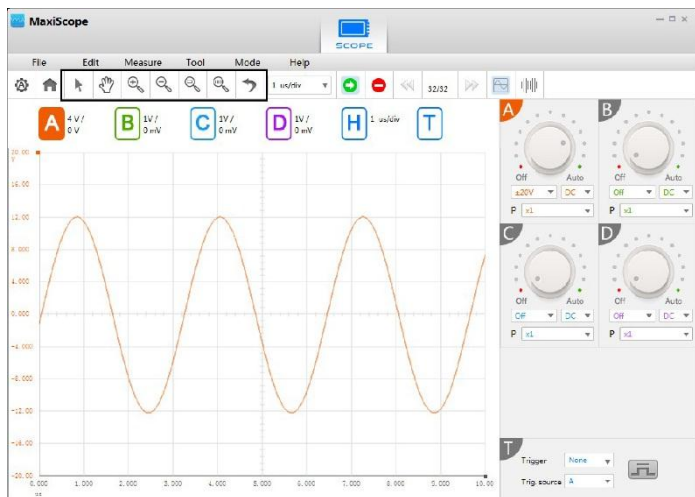 MaxiScope
SCOPE
File Edit Measure Tool Mode Help
1 us/div 32/32
A 4 V/ 0 V B 1V/ 0 mV C 1V/ 0 mV D 1V/ 0 mV H 1 us/div T
20.00
V
16.00
12.00
8.000
4.000
0.000
-4.000
-8.000
-12.00
-16.00
-20.00
0.000 1.000 2.000 3.000 4.000 5.000 6.000 7.000 8.000 9.000 10.00
us
A B
Off Auto Off Auto
±20V DC Off DC
P x1 P x1
C D
Off Auto Off Auto
Off DC Off DC
P x1 P x1
T
Trigger None
Trig. source A